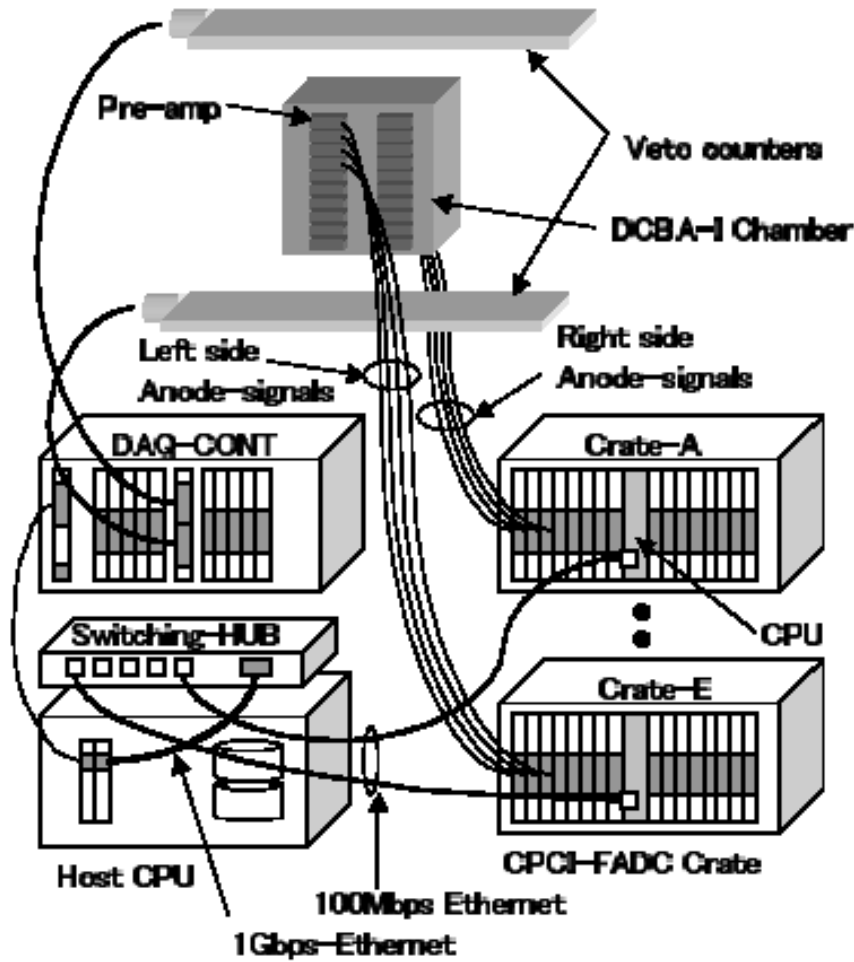 Pre-amp
Veto counters
DCBA-I Chamber
Left side
Anode-signals
Right side
Anode-signals
DAQ-CONT
Crate-A
Switching-HUB
CPU
Crate-E
Host CPU
CPCI-FADC Crate
100Mbps Ethernet
1Gbps-Ethernet